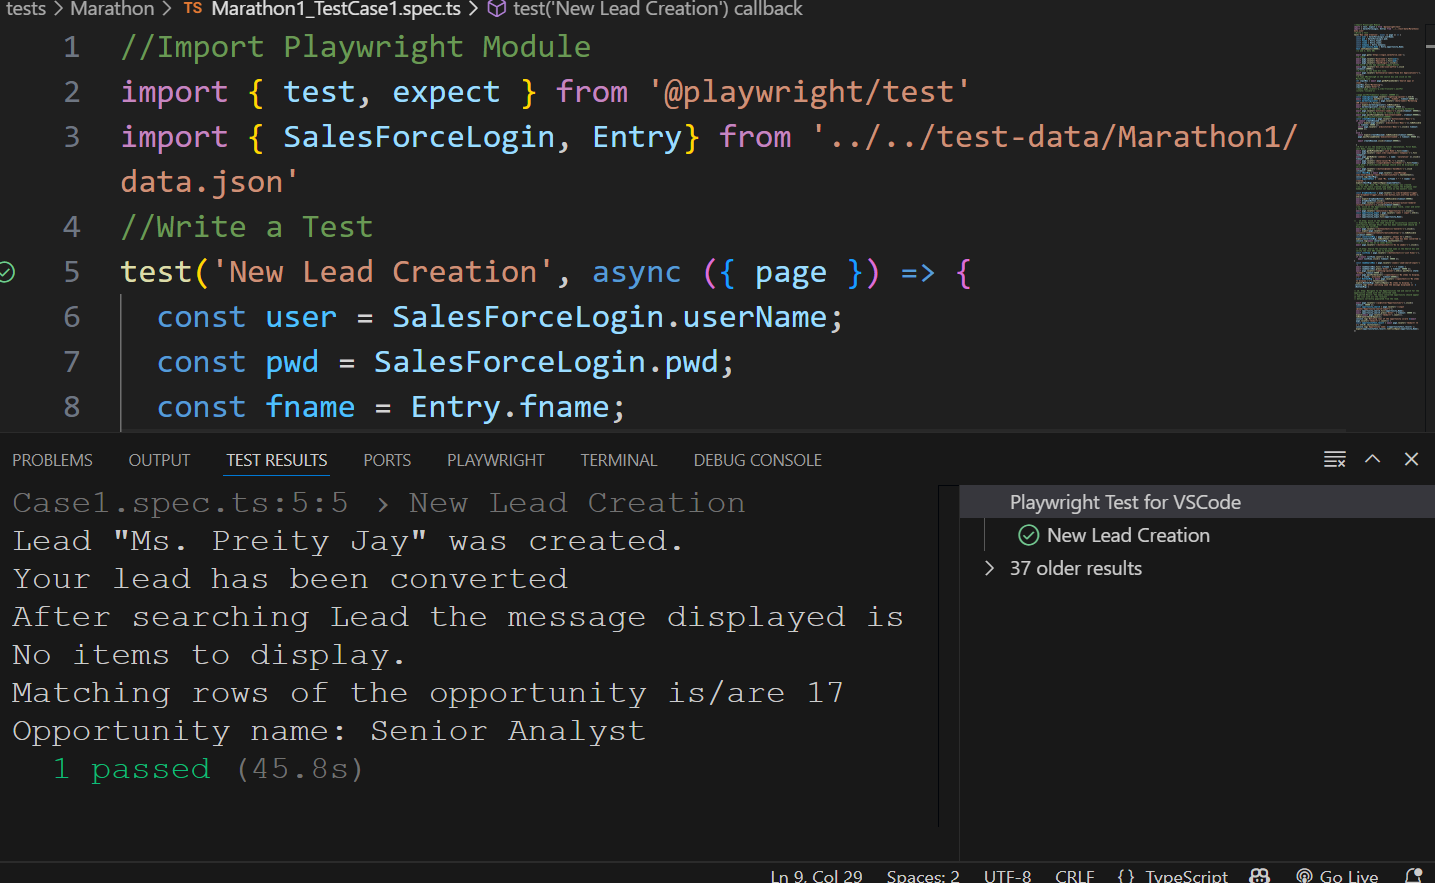 tests > Marathon > TS Marathon1_TestCase1.spec.ts > test('New Lead Creation') callback
1 //Import Playwright Module
2 import { test, expect } from '@playwright/test'
3 import { SalesForceLogin, Entry} from '../../test-data/Marathon1/
data.json'
4 //Write a Test
5 test('New Lead Creation', async ({ page }) => {
6 const user = SalesForceLogin.userName;
7 const pwd = SalesForceLogin.pwd;
8 const fname = Entry.fname;
PROBLEMS OUTPUT TEST RESULTS PORTS PLAYWRIGHT TERMINAL DEBUG CONSOLE
Case1.spec.ts:5:5 › New Lead Creation
Lead "Ms. Preity Jay" was created.
Your lead has been converted
After searching Lead the message displayed is
No items to display.
Matching rows of the opportunity is/are 17
Opportunity name: Senior Analyst
1 passed (45.8s)
Playwright Test for VSCode
New Lead Creation
> 37 older results
Ln 9, Col 29 Spaces: 2 UTF-8 CRLF {} TypeScript Go Live